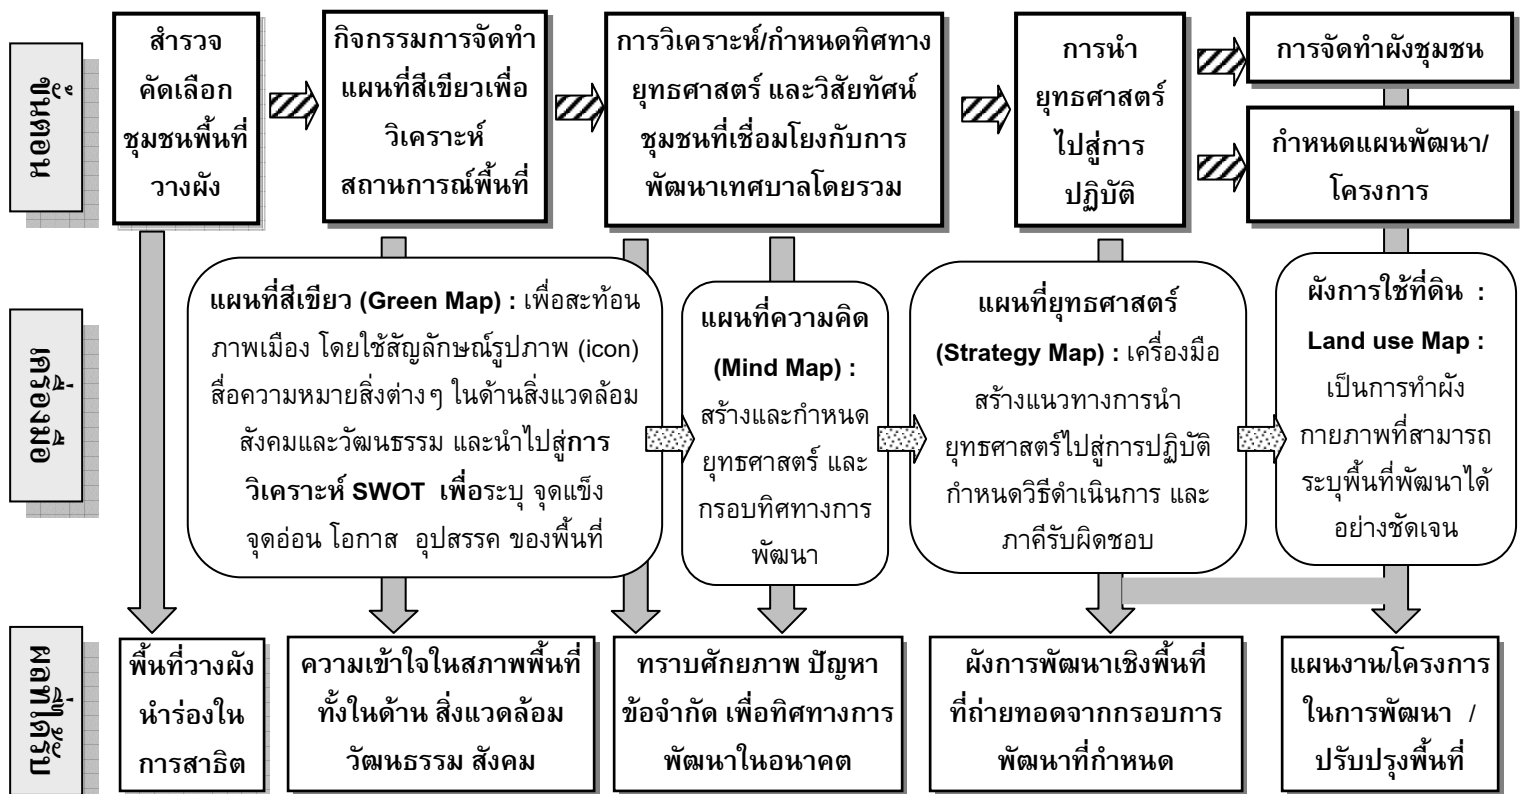 ขั้นตอน
สำรวจ
คัดเลือก
ชุมชนพื้นที่
วางผัง
กิจกรรมการจัดทำ
แผนที่สีเขียวเพื่อ
วิเคราะห์
สถานการณ์พื้นที่
การวิเคราะห์/กำหนดทิศทาง
ยุทธศาสตร์ และวิสัยทัศน์
ชุมชนที่เชื่อมโยงกับการ
พัฒนาเทศบาลโดยรวม
การนำ
ยุทธศาสตร์
ไปสู่การ
ปฏิบัติ
การจัดทำผังชุมชน
กำหนดแผนพัฒนา/
โครงการ
เครื่องมือ
แผนที่สีเขียว (Green Map) : เพื่อสะท้อน
ภาพเมือง โดยใช้สัญลักษณ์รูปภาพ (icon)
สื่อความหมายสิ่งต่างๆ ในด้านสิ่งแวดล้อม
สังคมและวัฒนธรรม และนำไปสู่การ
วิเคราะห์ SWOT เพื่อระบุ จุดแข็ง
จุดอ่อน โอกาส อุปสรรค ของพื้นที่
แผนที่ความคิด
(Mind Map) :
สร้างและกำหนด
ยุทธศาสตร์ และ
กรอบทิศทางการ
พัฒนา
แผนที่ยุทธศาสตร์
(Strategy Map) : เครื่องมือ
สร้างแนวทางการนำ
ยุทธศาสตร์ไปสู่การปฏิบัติ
กำหนดวิธีดำเนินการ และ
ภาคีรับผิดชอบ
ผังการใช้ที่ดิน :
Land use Map :
เป็นการทำผัง
กายภาพที่สามารถ
ระบุพื้นที่พัฒนาได้
อย่างชัดเจน
ผลที่ได้รับ
พื้นที่วางผัง
นำร่องใน
การสาธิต
ความเข้าใจในสภาพพื้นที่
ทั้งในด้าน สิ่งแวดล้อม
วัฒนธรรม สังคม
ทราบศักยภาพ ปัญหา
ข้อจำกัด เพื่อทิศทางการ
พัฒนาในอนาคต
ผังการพัฒนาเชิงพื้นที่
ที่ถ่ายทอดจากกรอบการ
พัฒนาที่กำหนด
แผนงาน/โครงการ
ในการพัฒนา /
ปรับปรุงพื้นที่